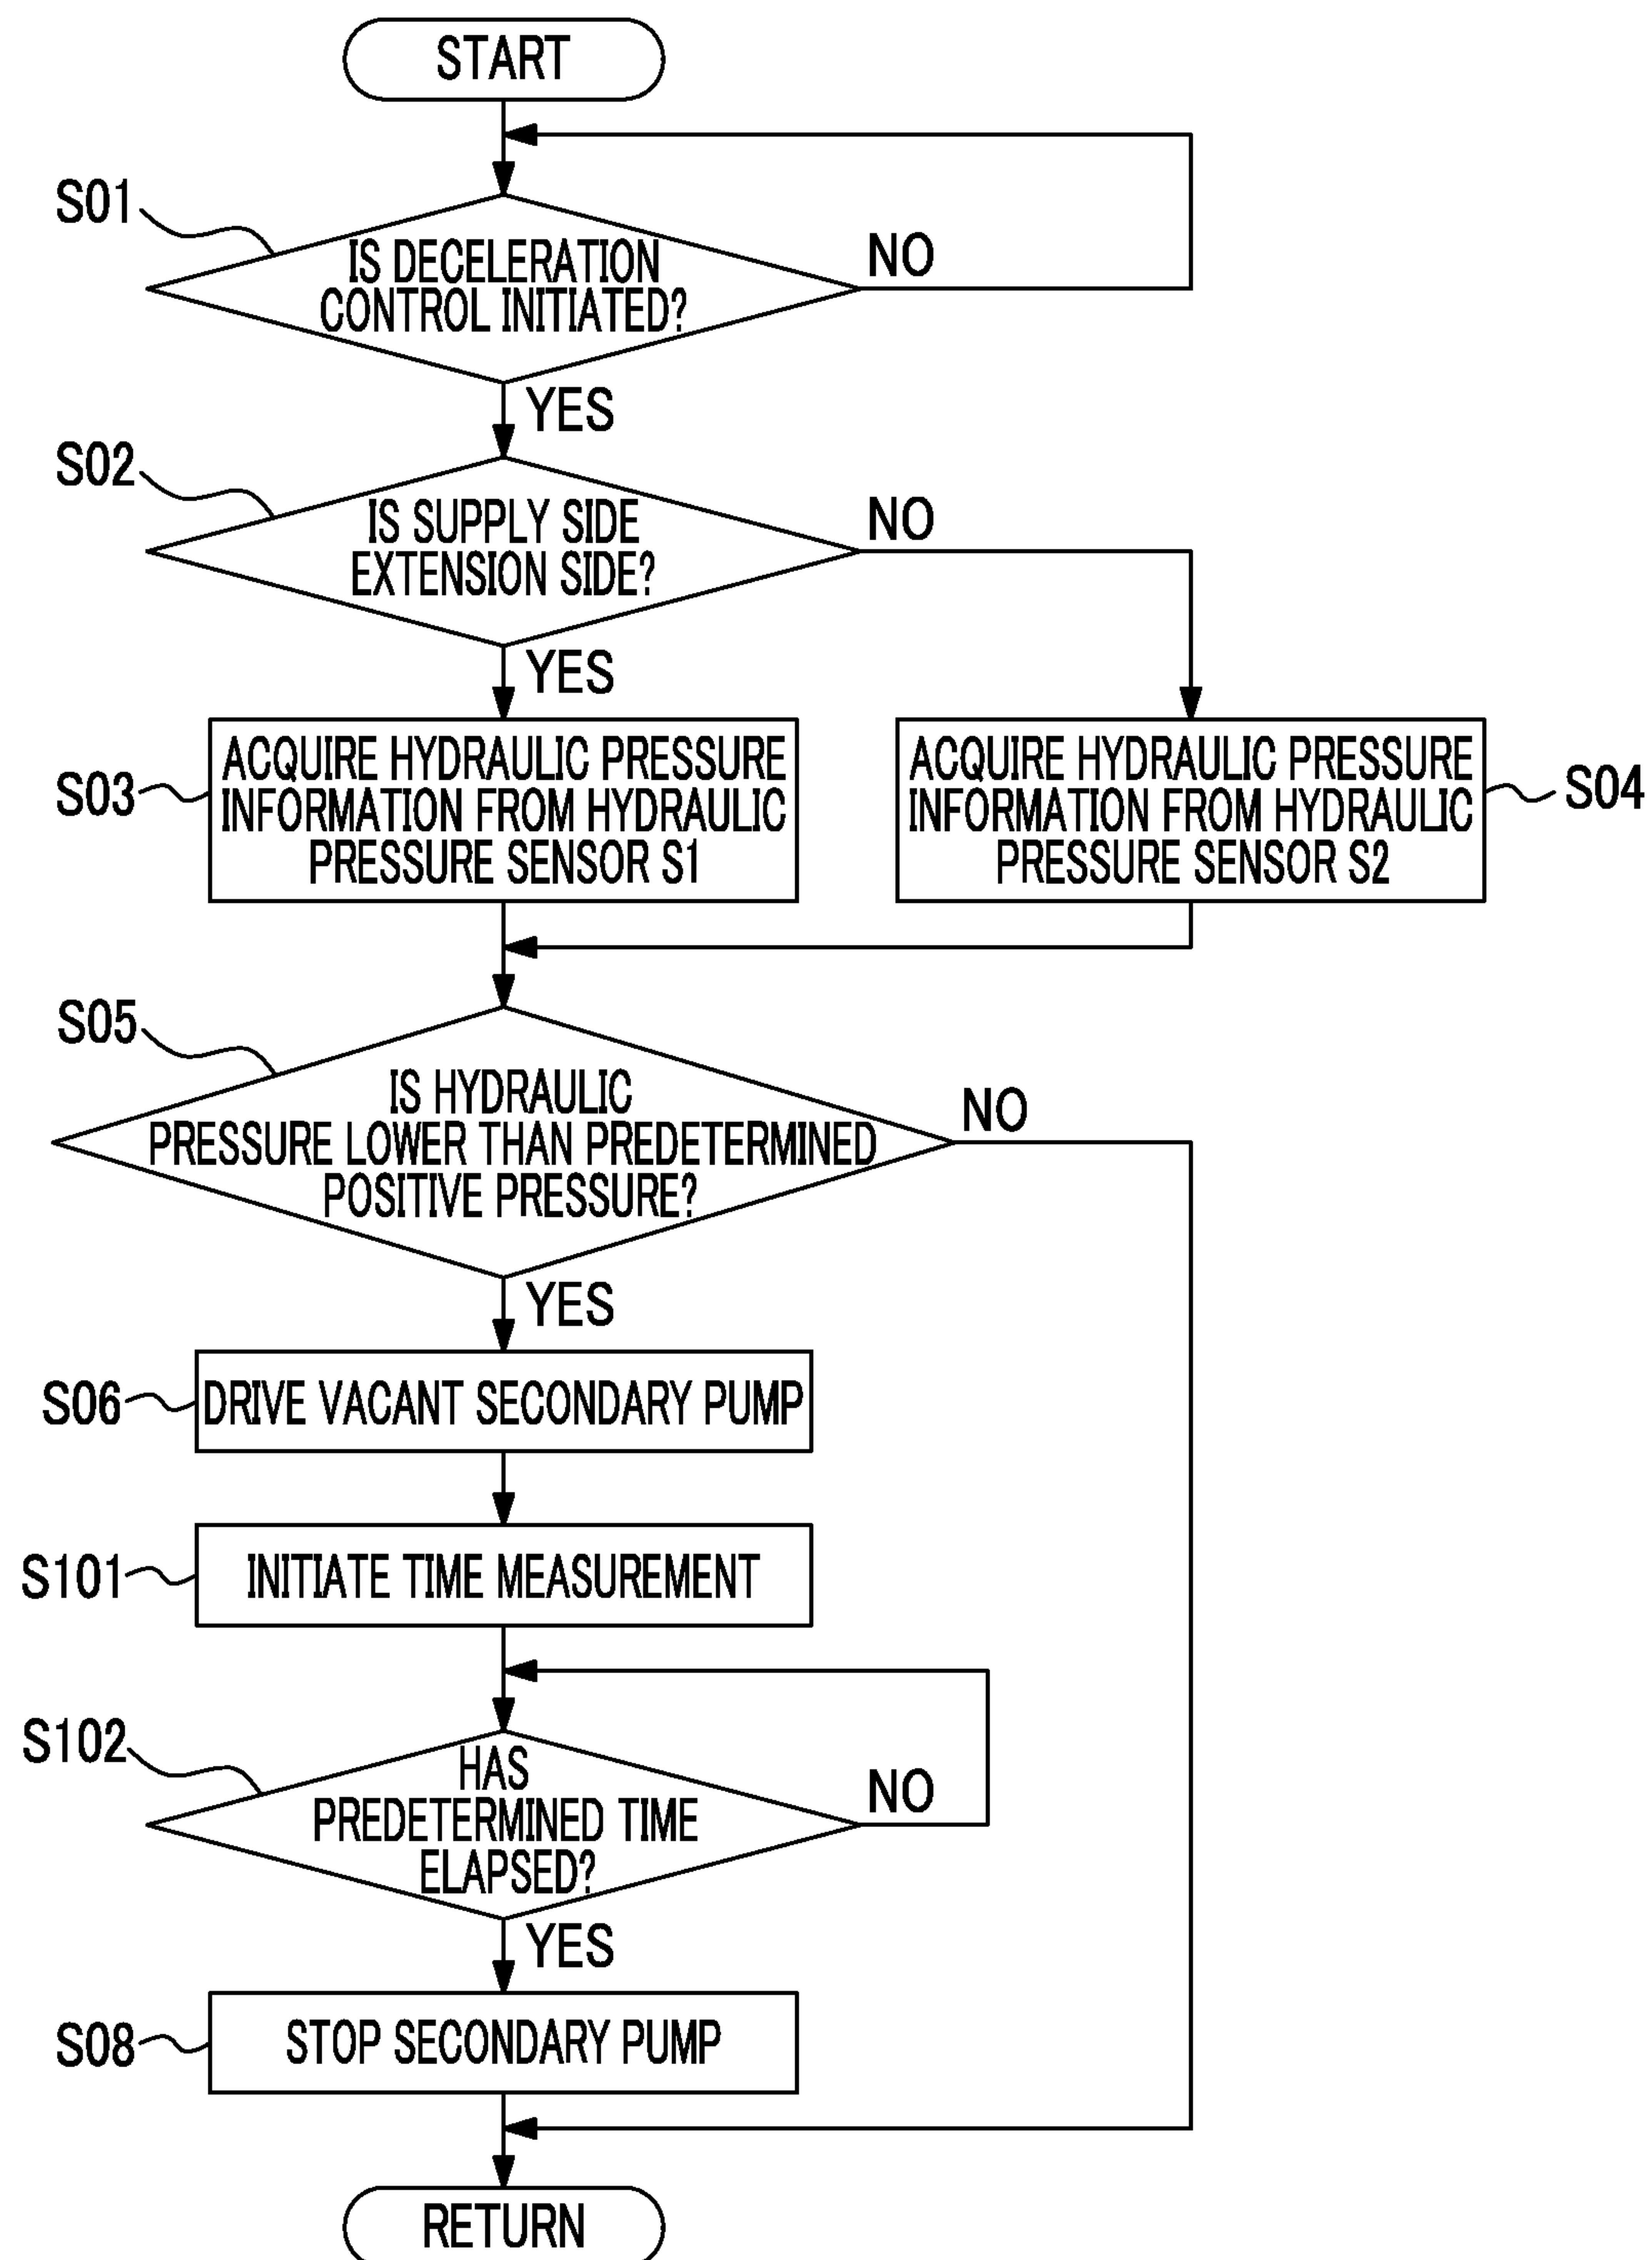 START
S01
IS DECELERATION
CONTROL INITIATED?
NO
YES
S02
IS SUPPLY SIDE
EXTENSION SIDE?
NO
YES
S03
ACQUIRE HYDRAULIC PRESSURE
INFORMATION FROM HYDRAULIC
PRESSURE SENSOR S1
ACQUIRE HYDRAULIC PRESSURE
INFORMATION FROM HYDRAULIC
PRESSURE SENSOR S2
S04
S05
IS HYDRAULIC
PRESSURE LOWER THAN PREDETERMINED
POSITIVE PRESSURE?
NO
YES
S06
DRIVE VACANT SECONDARY PUMP
S101
INITIATE TIME MEASUREMENT
S102
HAS
PREDETERMINED TIME
ELAPSED?
NO
YES
S08
STOP SECONDARY PUMP
RETURN